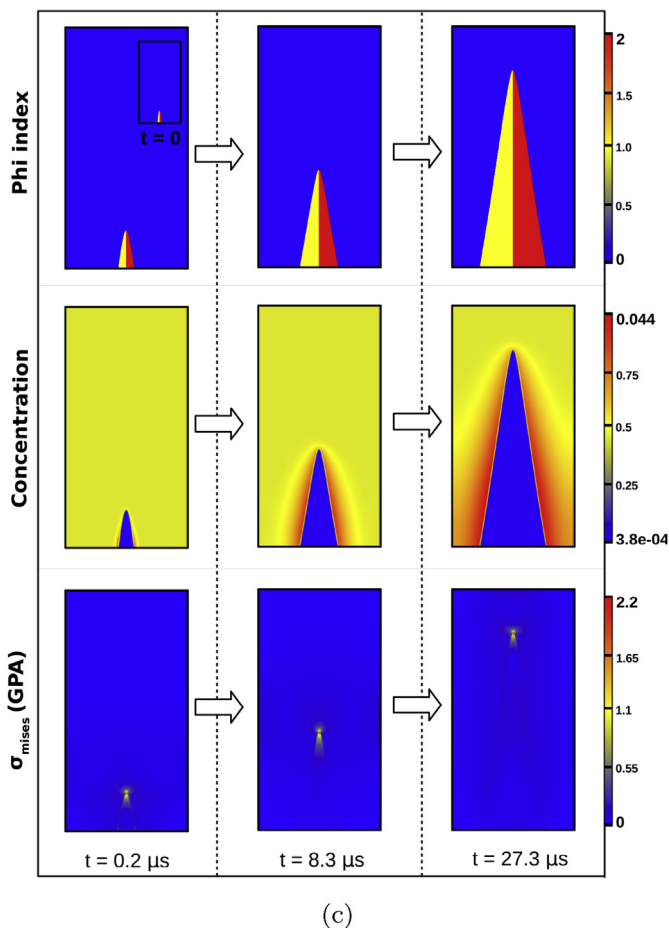 Phi index
t = 0
2
1.5
1.0
0.5
0
Concentration
0.044
0.75
0.5
0.25
3.8e-04
σmises (GPA)
2.2
1.65
1.1
0.55
0
t = 0.2 μs
t = 8.3 μs
t = 27.3 μs
(c)